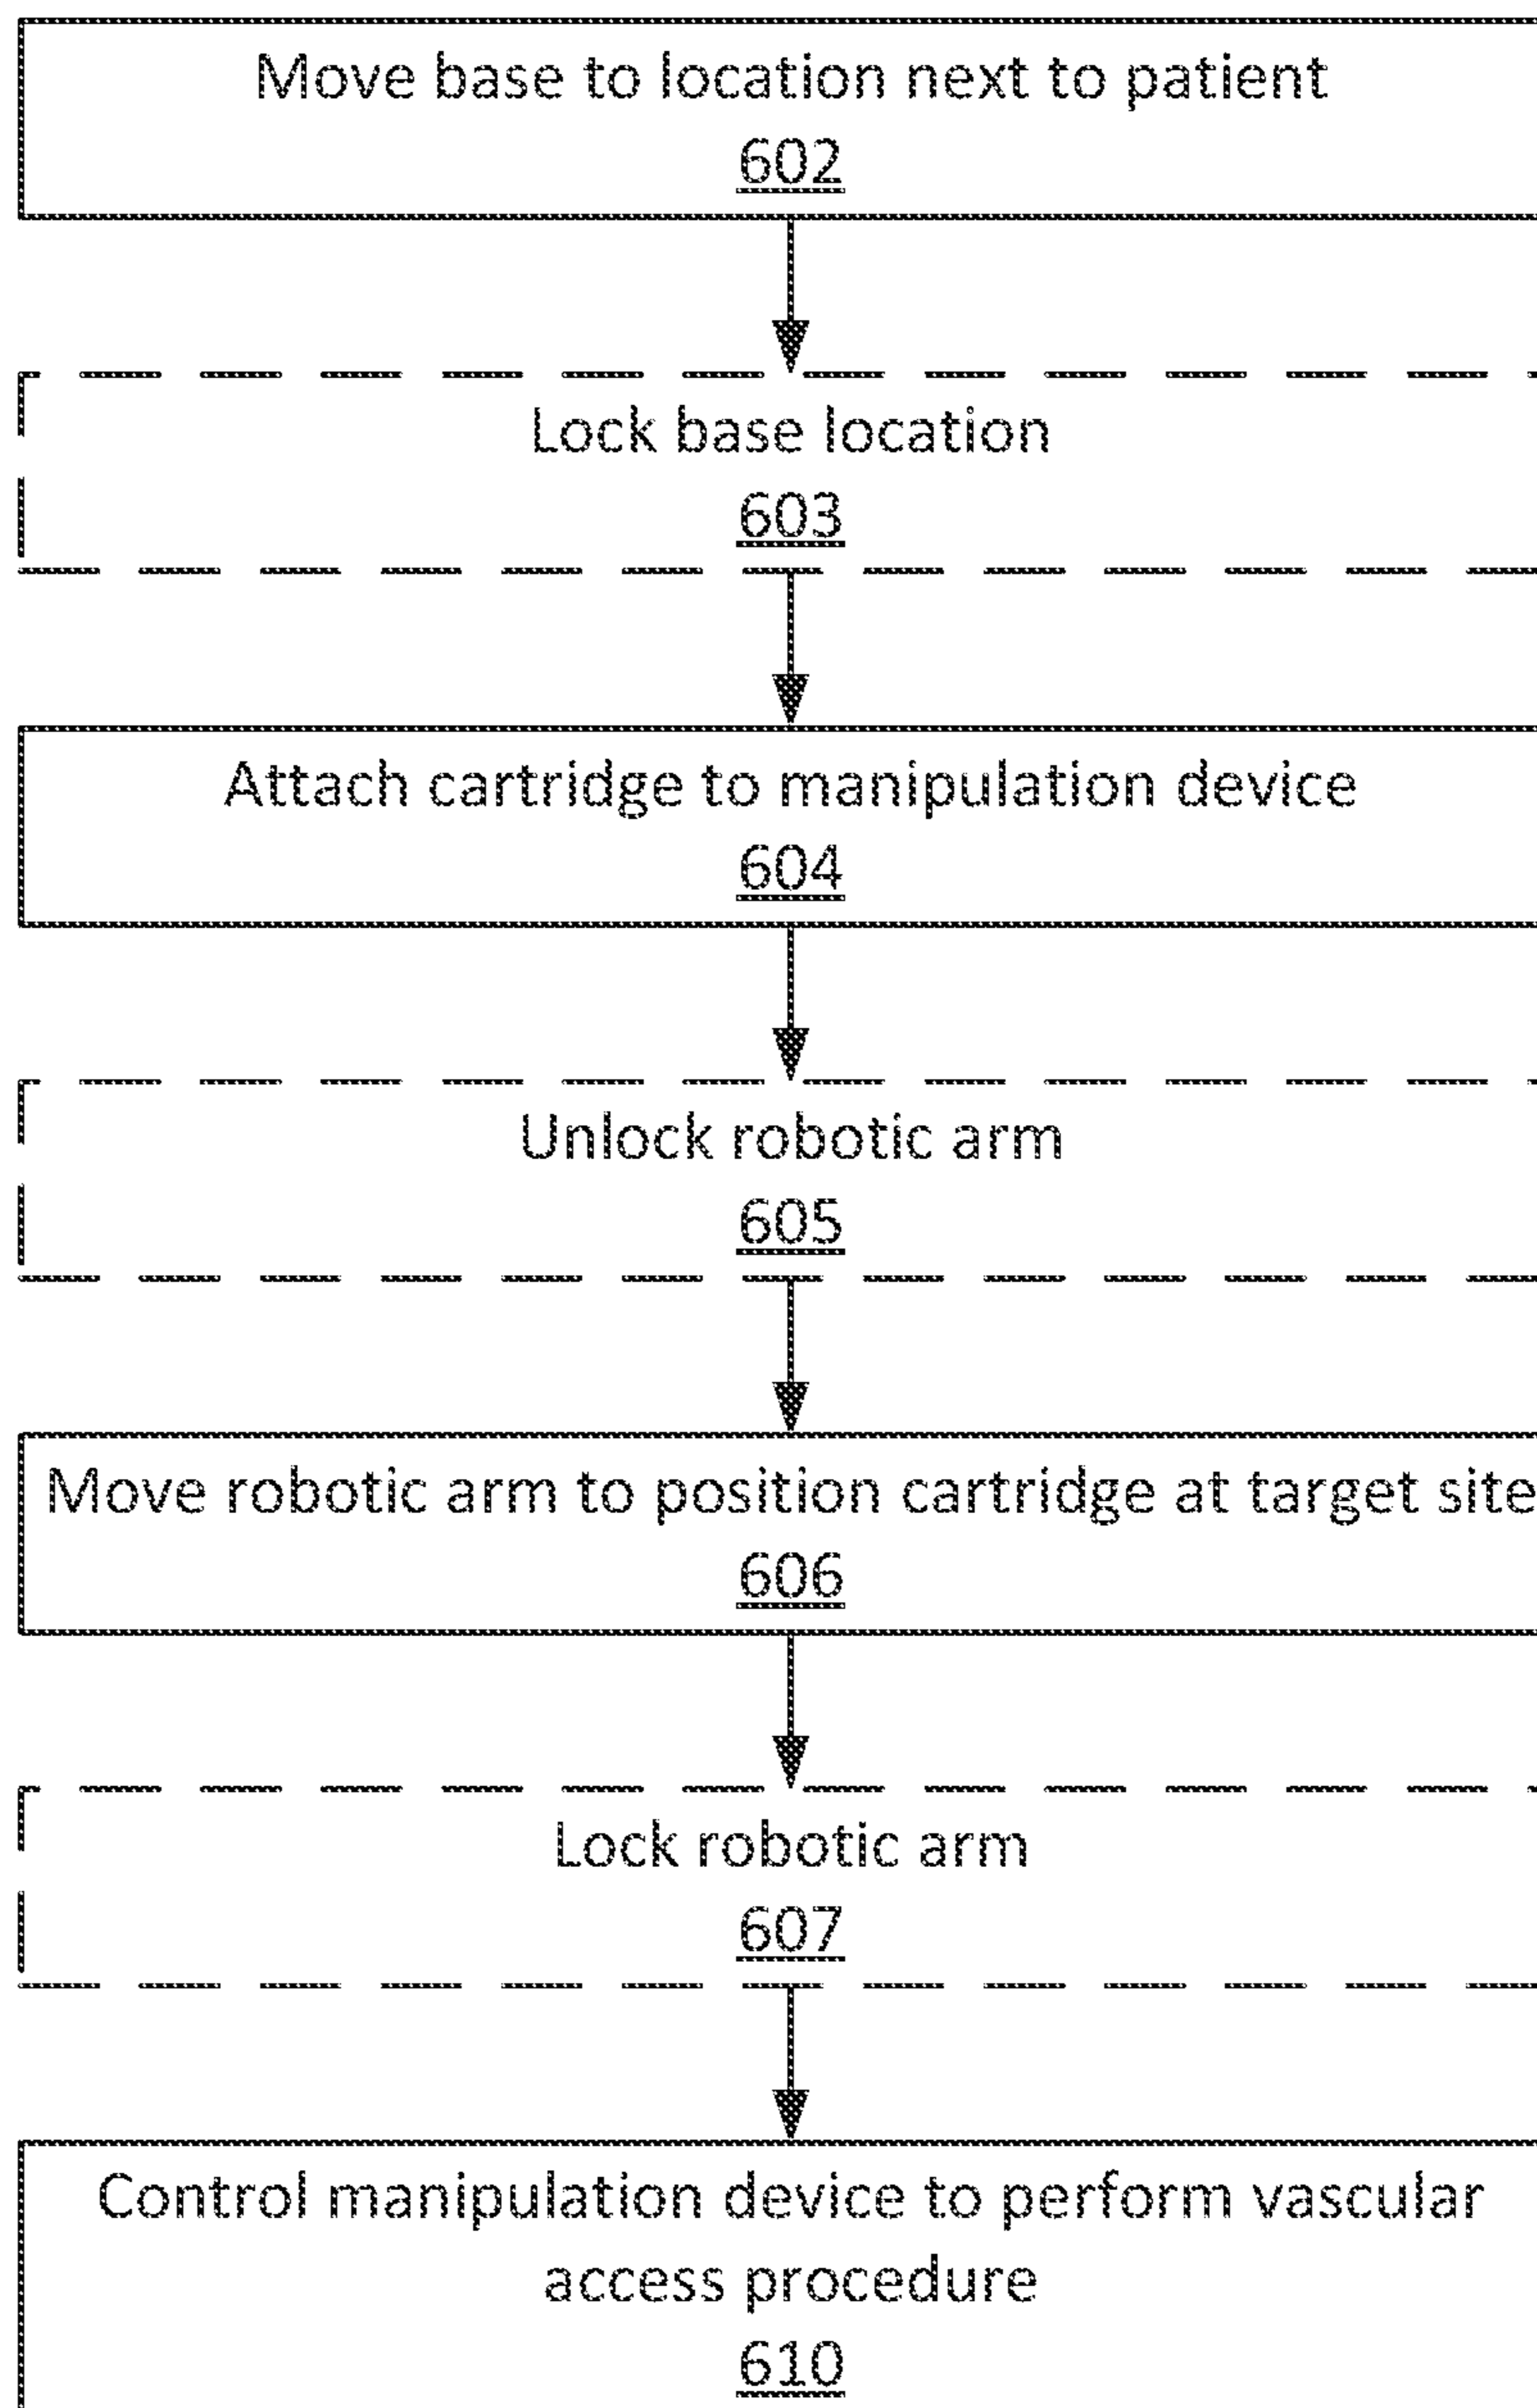 Move base to location next to patient
602
Lock base location
603
Attach cartridge to manipulation device
604
Unlock robotic arm
605
Move robotic arm to position cartridge at target site
606
Lock robotic arm
607
Control manipulation device to perform vascular
access procedure
610